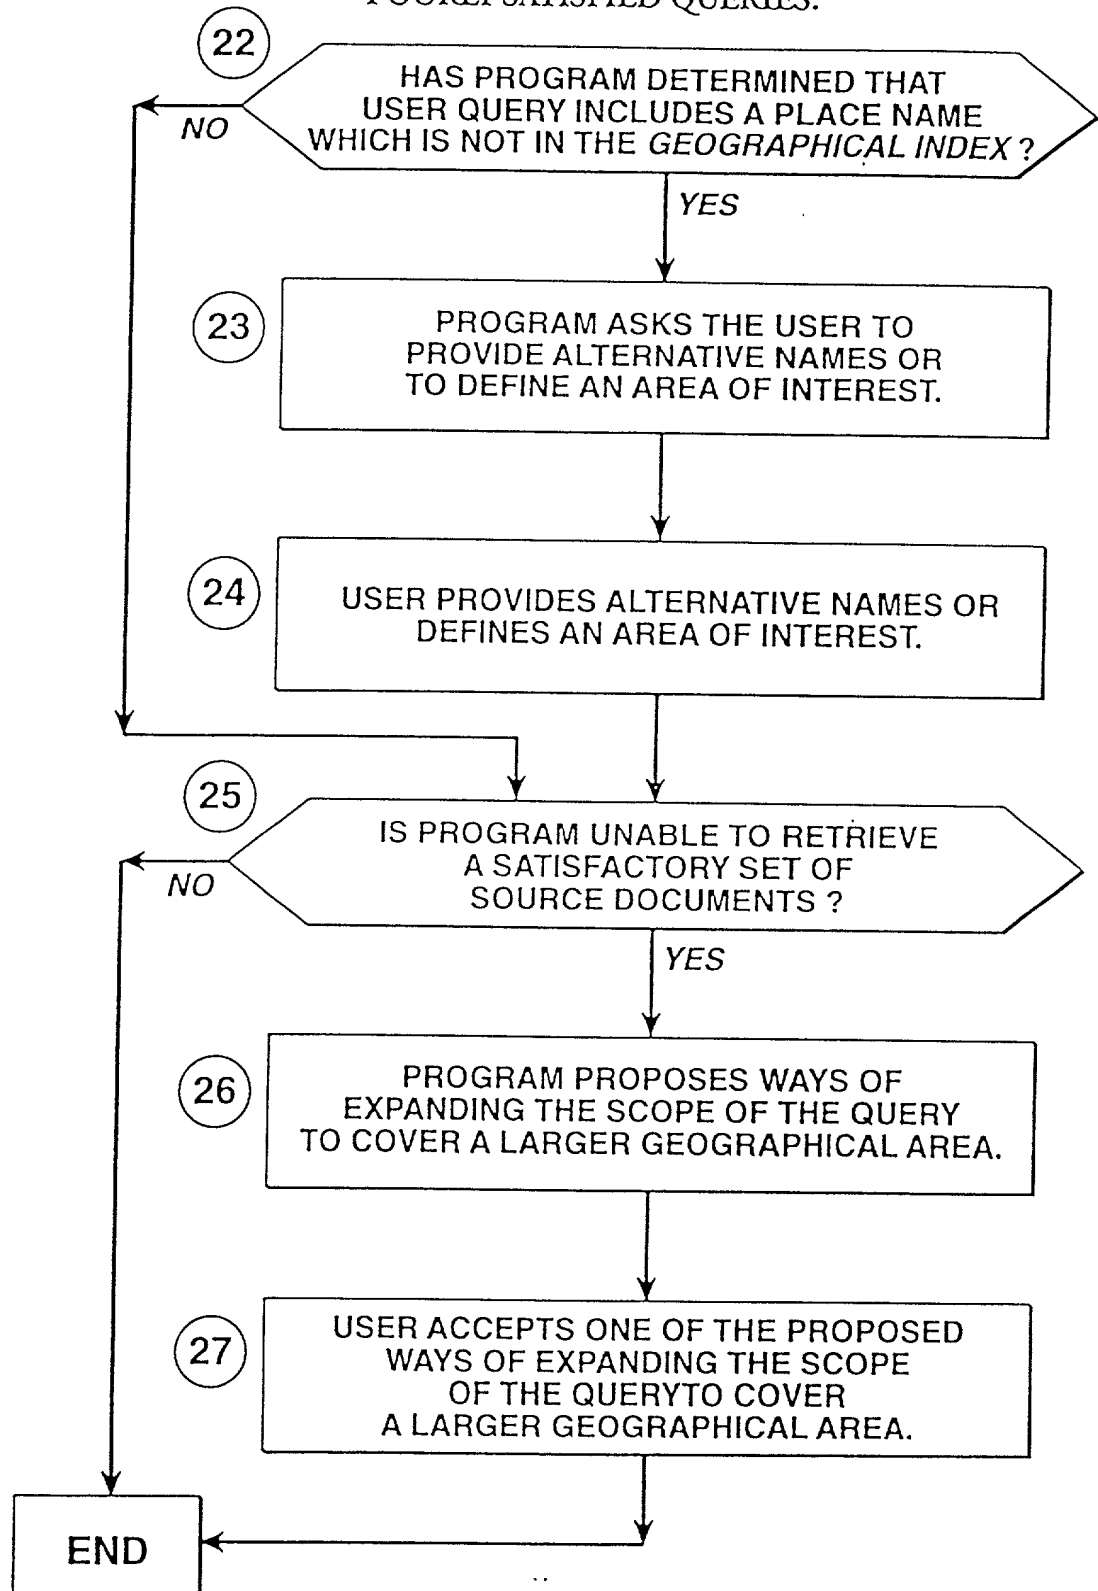 POORLY SATISFIED QUERIES.
22
HAS PROGRAM DETERMINED THAT
USER QUERY INCLUDES A PLACE NAME
WHICH IS NOT IN THE GEOGRAPHICAL INDEX ?
NO
YES
23
PROGRAM ASKS THE USER TO
PROVIDE ALTERNATIVE NAMES OR
TO DEFINE AN AREA OF INTEREST.
24
USER PROVIDES ALTERNATIVE NAMES OR
DEFINES AN AREA OF INTEREST.
25
IS PROGRAM UNABLE TO RETRIEVE
A SATISFACTORY SET OF
SOURCE DOCUMENTS ?
NO
YES
26
PROGRAM PROPOSES WAYS OF
EXPANDING THE SCOPE OF THE QUERY
TO COVER A LARGER GEOGRAPHICAL AREA.
27
USER ACCEPTS ONE OF THE PROPOSED
WAYS OF EXPANDING THE SCOPE
OF THE QUERYTO COVER
A LARGER GEOGRAPHICAL AREA.
END